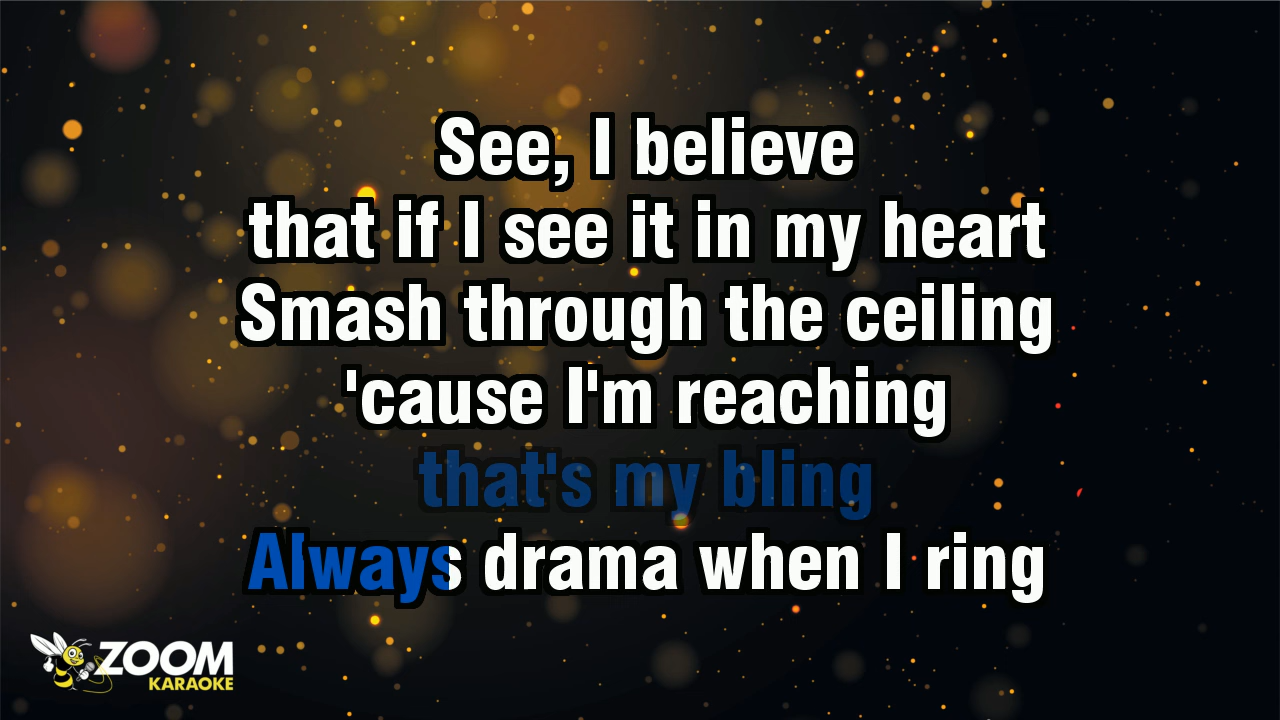 See, I believe
that if I see it in my heart
Smash through the ceiling
'cause I'm reaching
that's my bling
Always drama when I ring
ZOOM
KARAOKE